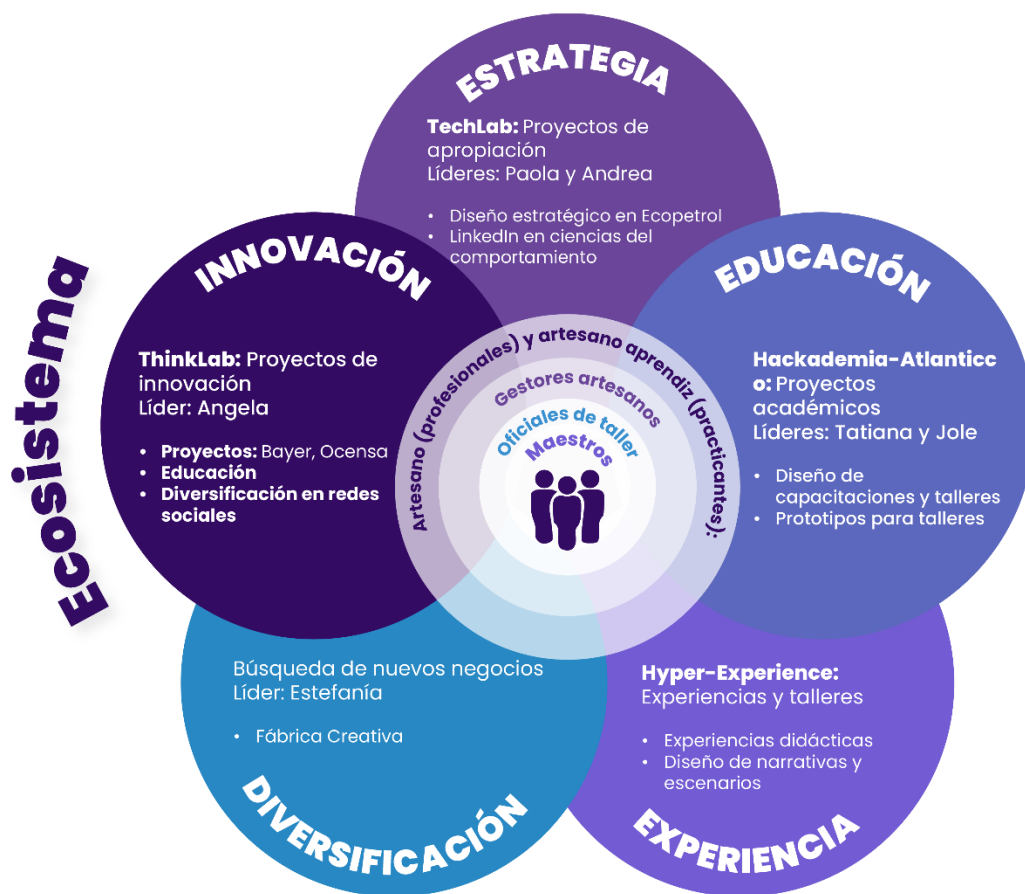 Ecosistema
ESTRATEGIA
TechLab: Proyectos de
apropiación
Líderes: Paola y Andrea
• Diseño estratégico en Ecopetrol
• LinkedIn en ciencias del
comportamiento
INNOVACIÓN
ThinkLab: Proyectos de
innovación
Líder: Angela
• Proyectos: Bayer, Ocensa
• Educación
• Diversificación en redes
sociales
EDUCACIÓN
Hackademia-Atlanticc
o: Proyectos
académicos
Líderes: Tatiana y Jole
• Diseño de
capacitaciones y talleres
• Prototipos para talleres
Artesano (profesionales) y artesano aprendiz (practicantes):
Gestores artesanos
Oficiales de taller
Maestros
Búsqueda de nuevos negocios
Líder: Estefanía
• Fábrica Creativa
DIVERSIFICACIÓN
Hyper-Experience:
Experiencias y talleres
• Experiencias didácticas
• Diseño de narrativas y
escenarios
EXPERIENCIA